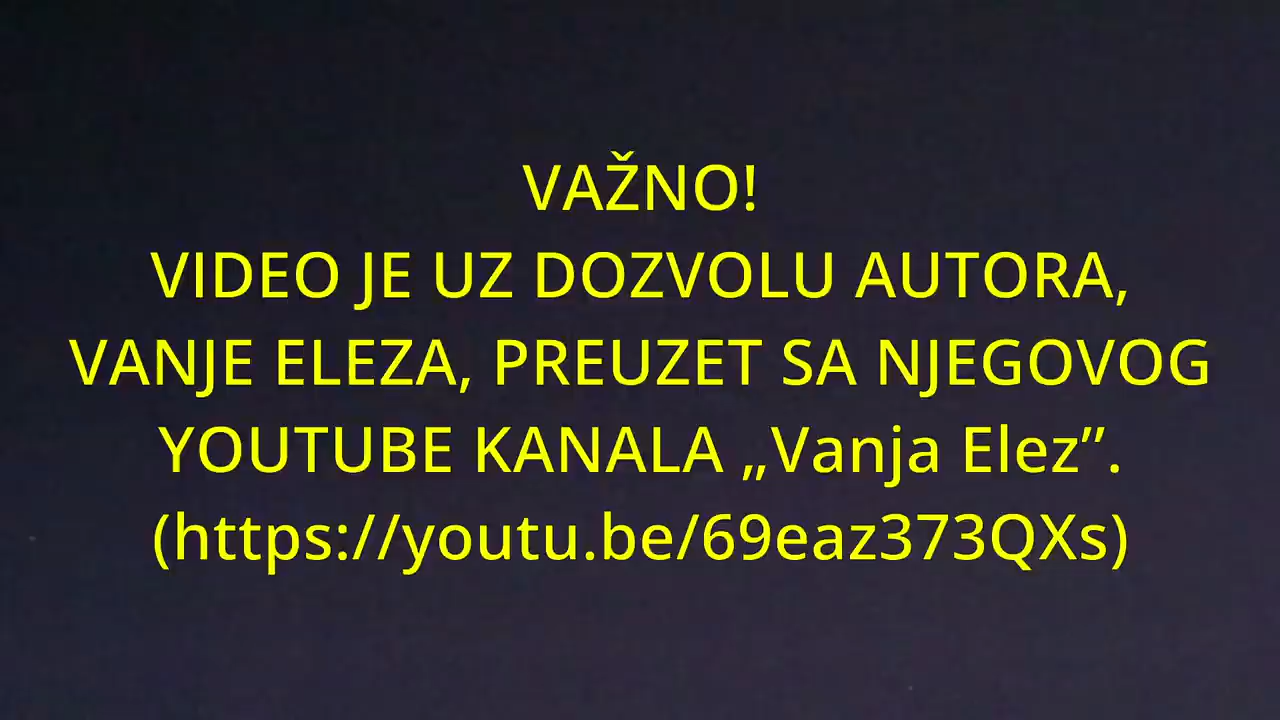 VAŽNO!
VIDEO JE UZ DOZVOLU AUTORA,
VANJE ELEZA, PREUZET SA NJEGOVOG
YOUTUBE KANALA „Vanja Elez”.
(https://youtu.be/69eaz373QXs)